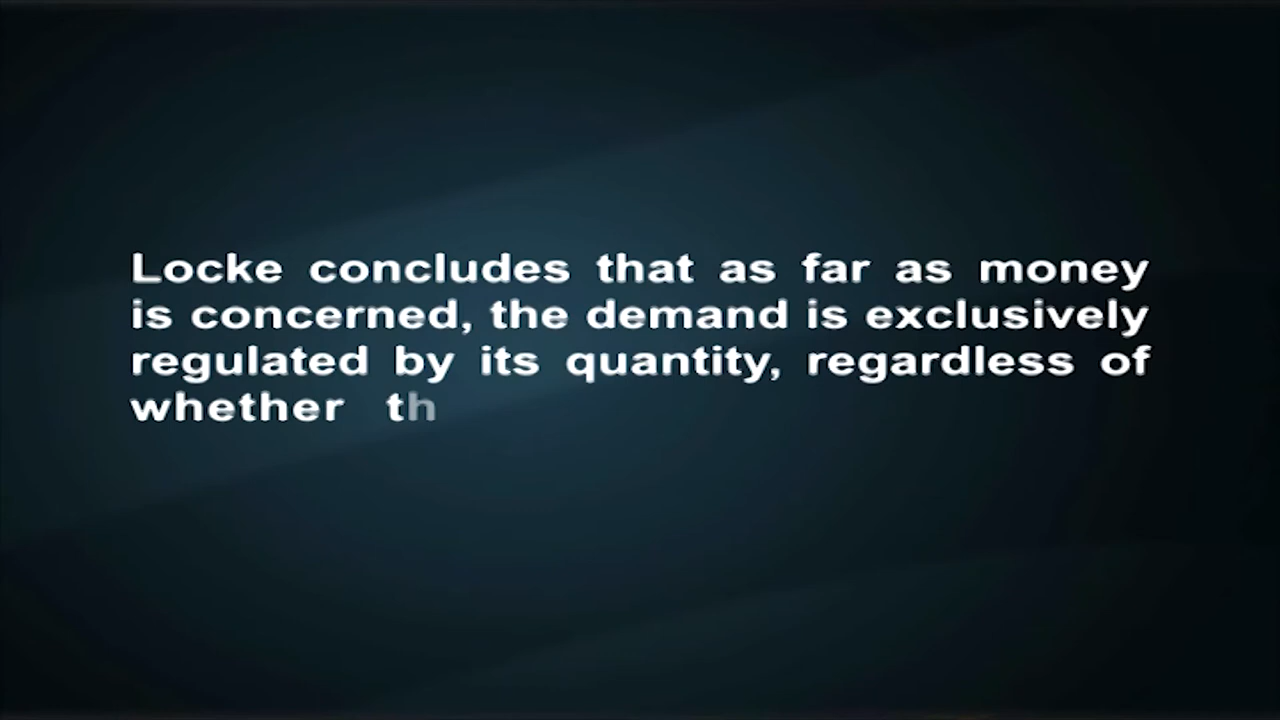 Locke concludes that as far as money
is concerned, the demand is exclusively
regulated by its quantity, regardless of
whether th